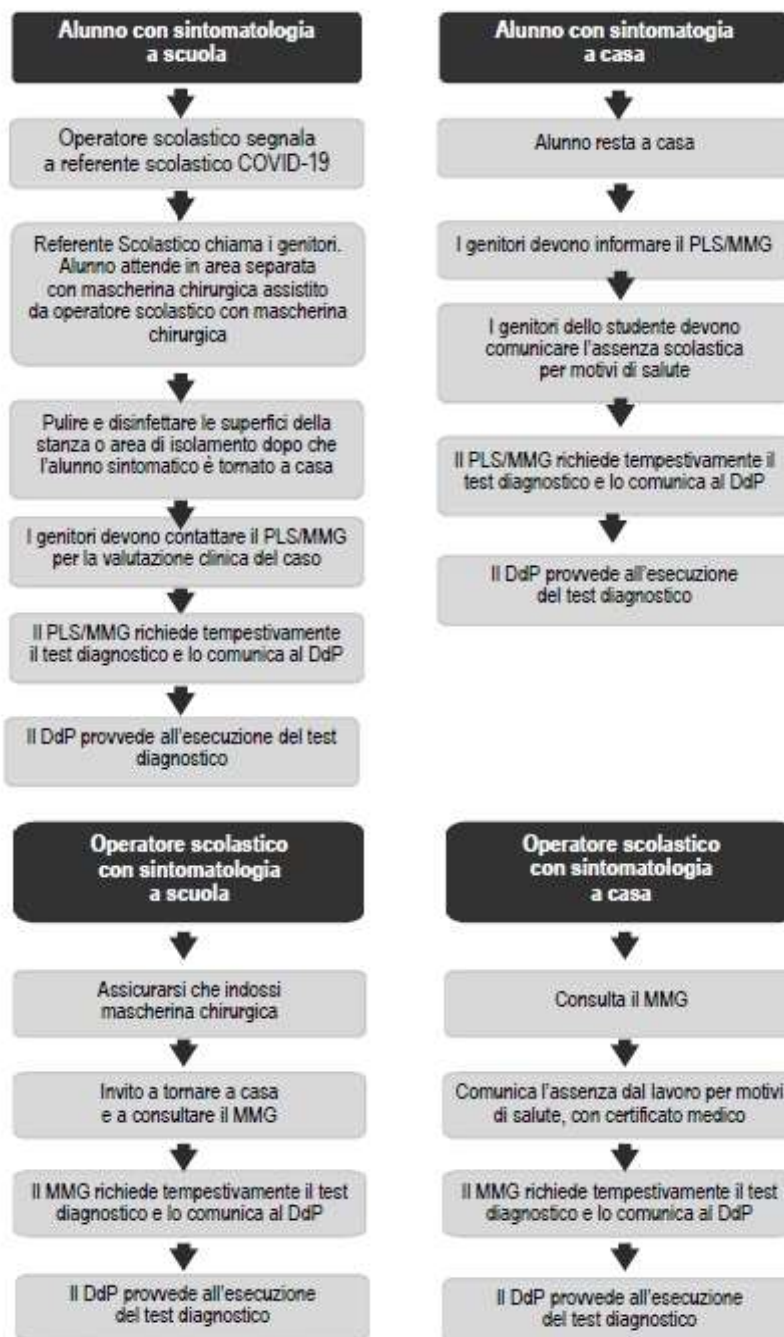 Alunno con sintomatologia
a scuola
Operatore scolastico segnala
a referente scolastico COVID-19
Referente Scolastico chiama i genitori.
Alunno attende in area separata
con mascherina chirurgica assistito
da operatore scolastico con mascherina
chirurgica
Pulire e disinfettare le superfici della
stanza o area di isolamento dopo che
l'alunno sintomatico è tornato a casa
I genitori devono contattare il PLS/MMG
per la valutazione clinica del caso
Il PLS/MMG richiede tempestivamente
il test diagnostico e lo comunica al DdP
Il DdP provvede all'esecuzione del test
diagnostico
Alunno con sintomatogia
a casa
Alunno resta a casa
I genitori devono informare il PLS/MMG
I genitori dello studente devono
comunicare l'assenza scolastica
per motivi di salute
Il PLS/MMG richiede tempestivamente il
test diagnostico e lo comunica al DdP
Il DdP provvede all'esecuzione
del test diagnostico
Operatore scolastico
con sintomatologia
a scuola
Assicurarsi che indossi
mascherina chirurgica
Invito a tornare a casa
e a consultare il MMG
Il MMG richiede tempestivamente il test
diagnostico e lo comunica al DdP
Il DdP provvede all'esecuzione
del test diagnostico
Operatore scolastico
con sintomatologia
a casa
Consulta il MMG
Comunica l'assenza dal lavoro per motivi
di salute, con certificato medico
Il MMG richiede tempestivamente il test
diagnostico e lo comunica al DdP
Il DdP provvede all'esecuzione
del test diagnostico